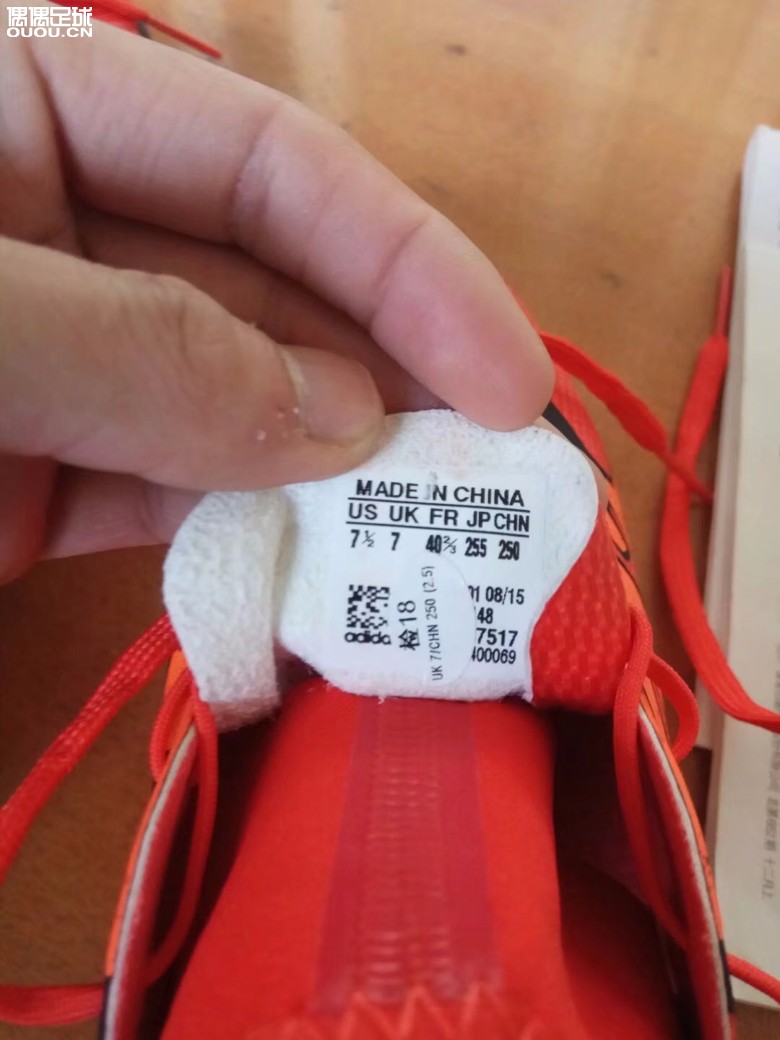 偶偶足球
OUOU.CN
MADE IN CHINA
US UK FR JP CHN
7½ 7 40⅔ 255 250
01 08/15
48
7517
400069
adidas
检18
UK 7/CHN 250 (2.5)